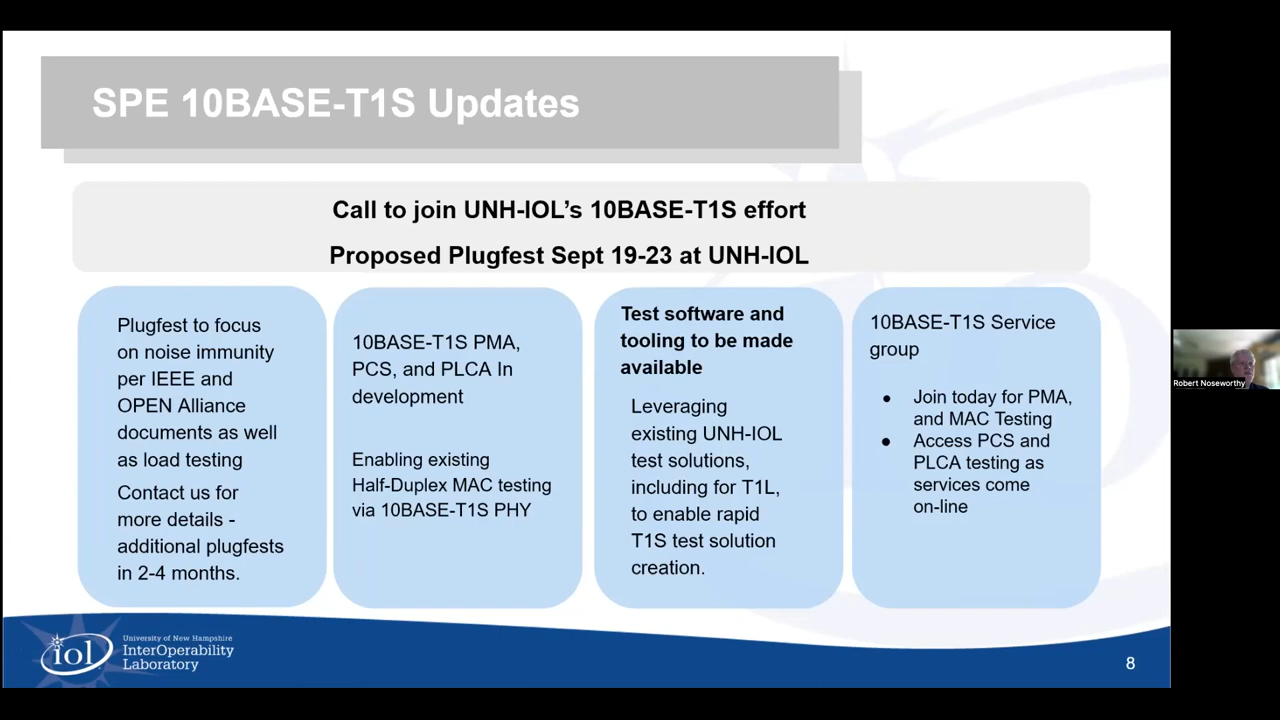 SPE 10BASE-T1S Updates
Call to join UNH-IOL's 10BASE-T1S effort
Proposed Plugfest Sept 19-23 at UNH-IOL
Plugfest to focus
on noise immunity
per IEEE and
OPEN Alliance
documents as well
as load testing
Contact us for
more details -
additional plugfests
in 2-4 months.
10BASE-T1S PMA,
PCS, and PLCA In
development
Enabling existing
Half-Duplex MAC testing
via 10BASE-T1S PHY
Test software and
tooling to be made
available
Leveraging
existing UNH-IOL
test solutions,
including for T1L,
to enable rapid
T1S test solution
creation.
10BASE-T1S Service
group
● Join today for PMA,
and MAC Testing
● Access PCS and
PLCA testing as
services come
on-line
iol
University of New Hampshire
InterOperability
Laboratory
8
Robert Noseworthy